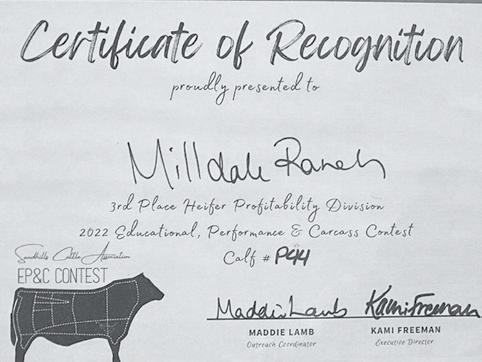 Certificate of Recognition
proudly presented to
Milldale Ranch
3rd Place Heifer Profitability Division
2022 Educational, Performance & Carcass Contest
Calf # P44
Sandhills Cattle Association
EP&C CONTEST
Maddie Lamb Kami Freeman
MADDIE LAMB KAMI FREEMAN
Outreach Coordinator Executive Director